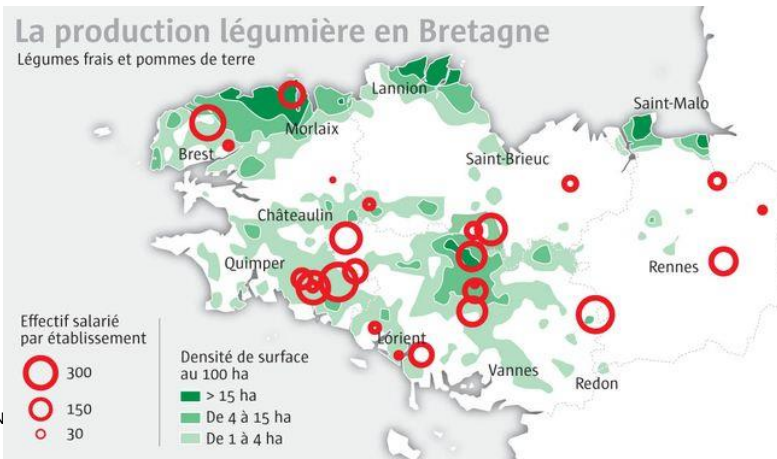 La production légumière en Bretagne
Légumes frais et pommes de terre
Lannion
Saint-Malo
Morlaix
Brest
Saint-Brieuc
Châteaulin
Quimper
Rennes
Lorient
Vannes
Redon
Effectif salarié
par établissement
300
150
30
Densité de surface
au 100 ha
> 15 ha
De 4 à 15 ha
De 1 à 4 ha
N